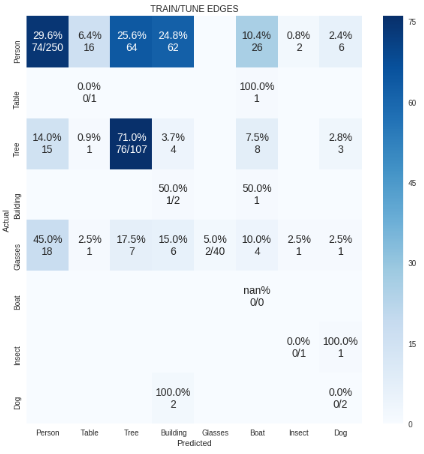 TRAIN/TUNE EDGES
29.6% 6.4% 25.6% 24.8% 10.4% 0.8% 2.4%
74/250 16 64 62 26 2 6
Person
0.0% 100.0%
0/1 1
Table
14.0% 0.9% 71.0% 3.7% 7.5% 2.8%
15 1 76/107 4 8 3
Tree
50.0% 50.0%
1/2 1
Building
Actual
45.0% 2.5% 17.5% 15.0% 5.0% 10.0% 2.5% 2.5%
18 1 7 6 2/40 4 1 1
Glasses
nan%
0/0
Boat
0.0% 100.0%
0/1 1
Insect
100.0% 0.0%
2 0/2
Dog
Person Table Tree Building Glasses Boat Insect Dog
Predicted
75
60
45
30
15
0